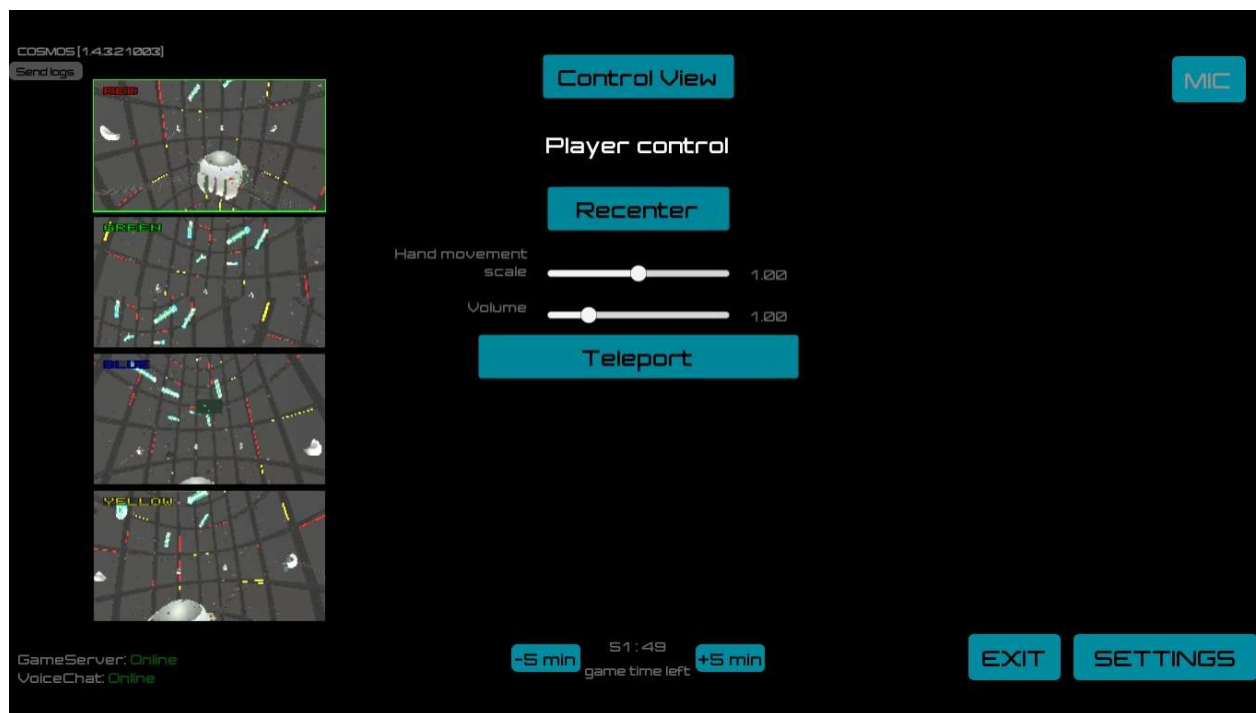 COSMOS [1.4.3.21003]
Send logs
RED
GREEN
BLUE
YELLOW
GameServer: Online
VoiceChat: Online
Control View
Player control
Recenter
Hand movement
scale
1.00
Volume
1.00
Teleport
-5 min
51:49
game time left
+5 min
MIC
EXIT
SETTINGS